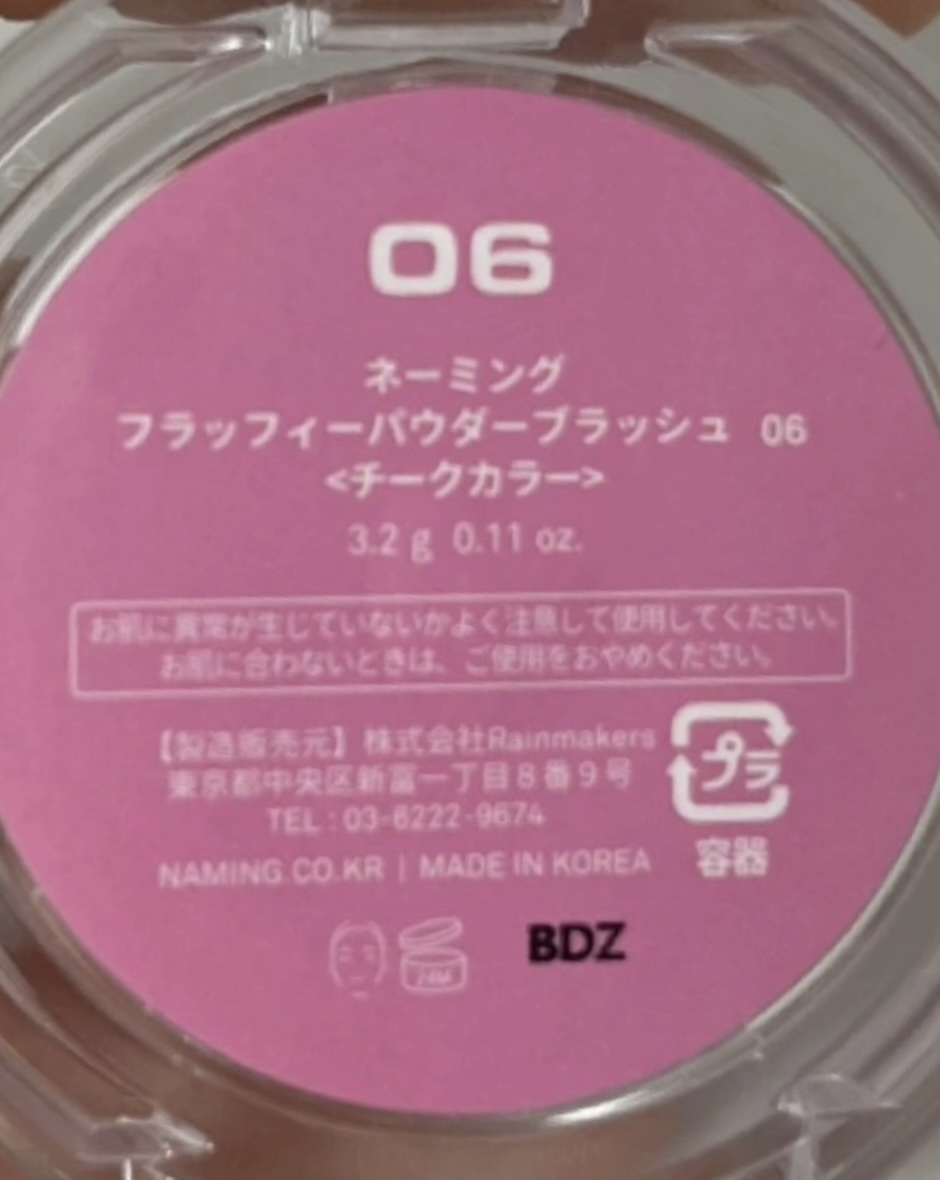 06
ネーミング
フラッフィーパウダーブラッシュ 06
<チークカラー>
3.2 g 0.11 oz.
お肌に異常が生じていないかよく注意して使用してください。
お肌に合わないときは、ご使用をおやめください。
【製造販売元】株式会社Rainmakers
東京都中央区新富一丁目8番9号
TEL : 03-6222-9674
プラ
NAMING.CO.KR | MADE IN KOREA
容器
24M
BDZ